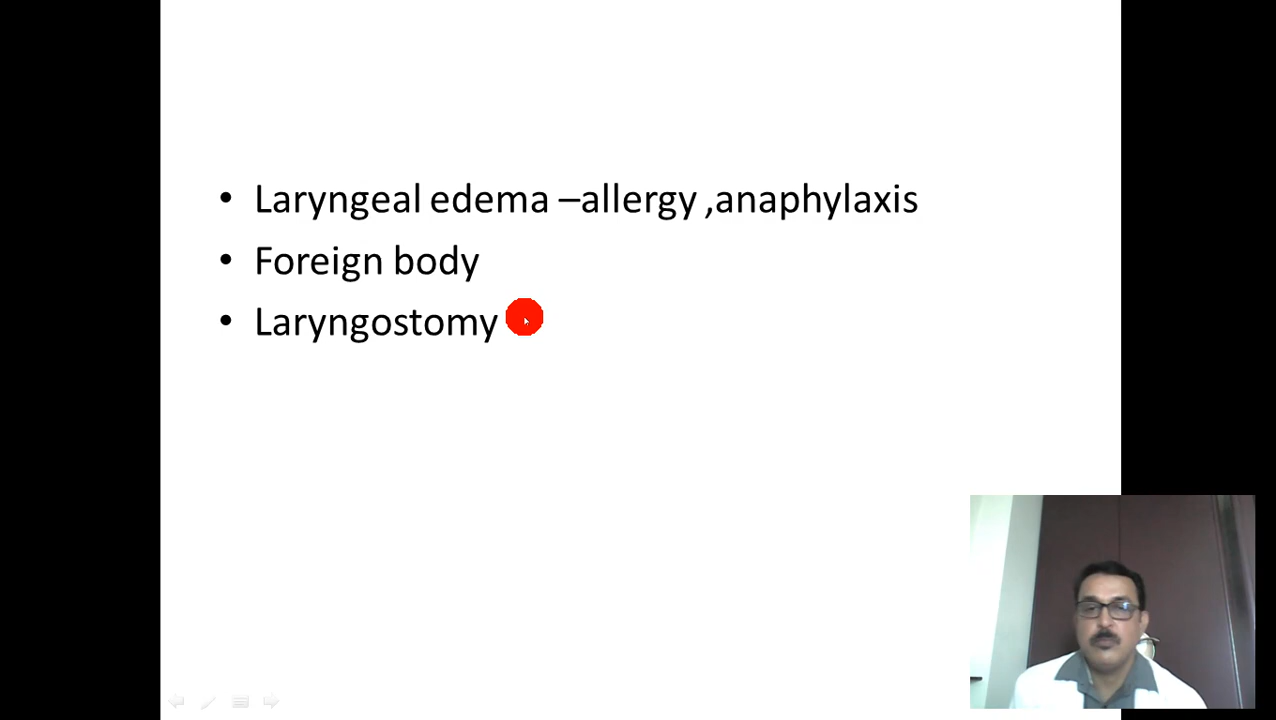 • Laryngeal edema –allergy ,anaphylaxis
• Foreign body
• Laryngostomy